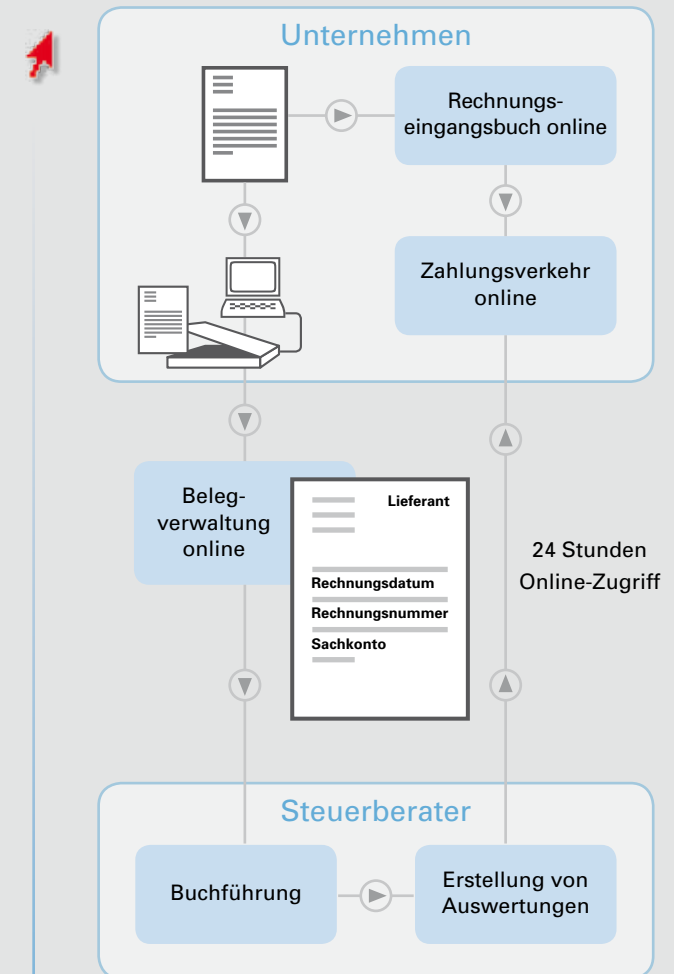 Unternehmen
Rechnungs-
eingangsbuch online
Zahlungsverkehr
online
Beleg-
verwaltung
online
Lieferant
Rechnungsdatum
Rechnungsnummer
Sachkonto
24 Stunden
Online-Zugriff
Steuerberater
Buchführung
Erstellung von
Auswertungen